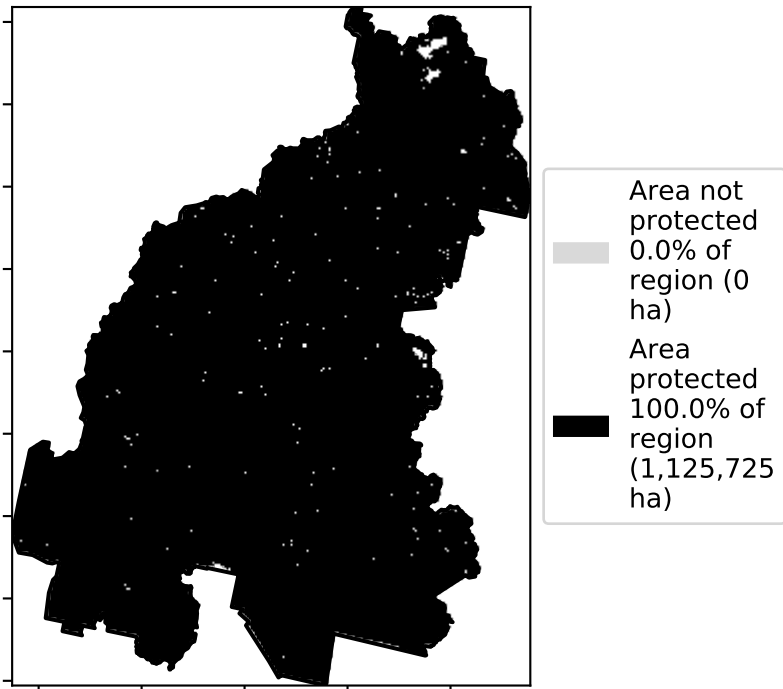 Area not
protected
0.0% of
region (0
ha)
Area
protected
100.0% of
region
(1,125,725
ha)